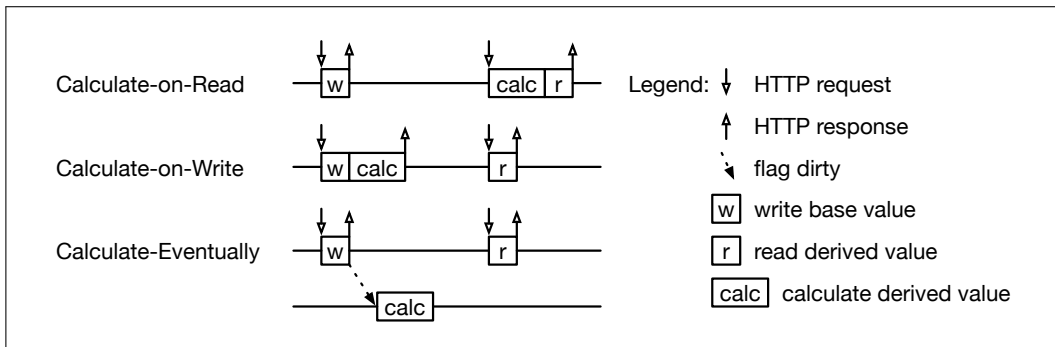 Calculate-on-Read
w
calc r
Calculate-on-Write
w calc
r
Calculate-Eventually
w
r
calc
Legend:
HTTP request
HTTP response
flag dirty
w write base value
r read derived value
calc calculate derived value